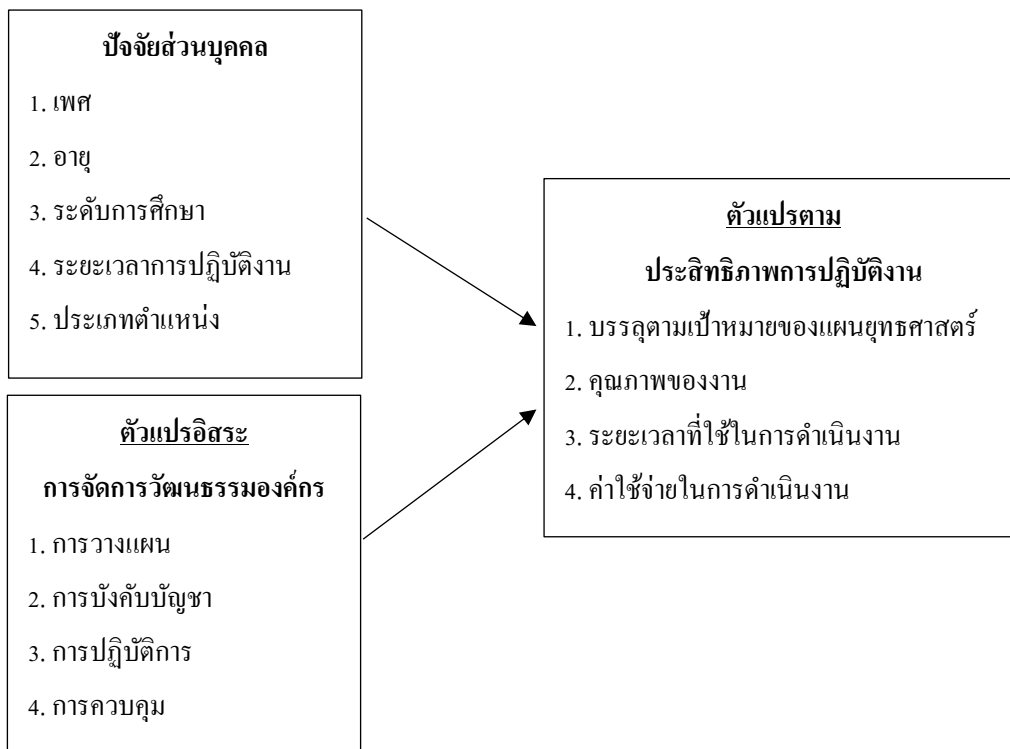 ปัจจัยส่วนบุคคล
1. เพศ
2. อายุ
3. ระดับการศึกษา
4. ระยะเวลาการปฏิบัติงาน
5. ประเภทตำแหน่ง
ตัวแปรอิสระ
การจัดการวัฒนธรรมองค์กร
1. การวางแผน
2. การบังคับบัญชา
3. การปฏิบัติการ
4. การควบคุม
ตัวแปรตาม
ประสิทธิภาพการปฏิบัติงาน
1. บรรลุตามเป้าหมายของแผนยุทธศาสตร์
2. คุณภาพของงาน
3. ระยะเวลาที่ใช้ในการดำเนินงาน
4. ค่าใช้จ่ายในการดำเนินงาน